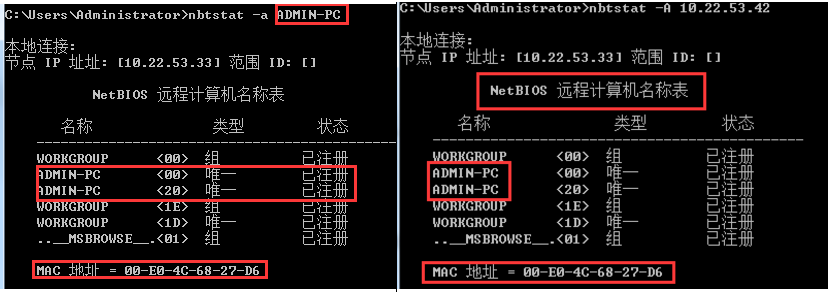 C:\Users\Administrator>nbtstat -a ADMIN-PC
本地连接:
节点 IP 址址: [10.22.53.33] 范围 ID: []
NetBIOS 远程计算机名称表
名称 类型 状态
---------------------------------------------
WORKGROUP <00> 组 已注册
ADMIN-PC <00> 唯一 已注册
ADMIN-PC <20> 唯一 已注册
WORKGROUP <1E> 组 已注册
WORKGROUP <1D> 唯一 已注册
..__MSBROWSE__.<01> 组 已注册
MAC 地址 = 00-E0-4C-68-27-D6
C:\Users\Administrator>nbtstat -A 10.22.53.42
本地连接:
节点 IP 址址: [10.22.53.33] 范围 ID: []
NetBIOS 远程计算机名称表
名称 类型 状态
---------------------------------------------
WORKGROUP <00> 组 已注册
ADMIN-PC <00> 唯一 已注册
ADMIN-PC <20> 唯一 已注册
WORKGROUP <1E> 组 已注册
WORKGROUP <1D> 唯一 已注册
..__MSBROWSE__.<01> 组 已注册
MAC 地址 = 00-E0-4C-68-27-D6